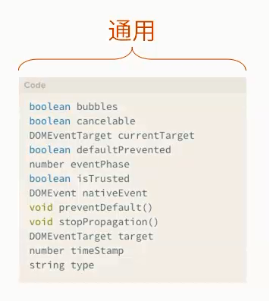 通用
Code
boolean bubbles
boolean cancelable
DOMEventTarget currentTarget
boolean defaultPrevented
number eventPhase
boolean isTrusted
DOMEvent nativeEvent
void preventDefault()
void stopPropagation()
DOMEventTarget target
number timeStamp
string type